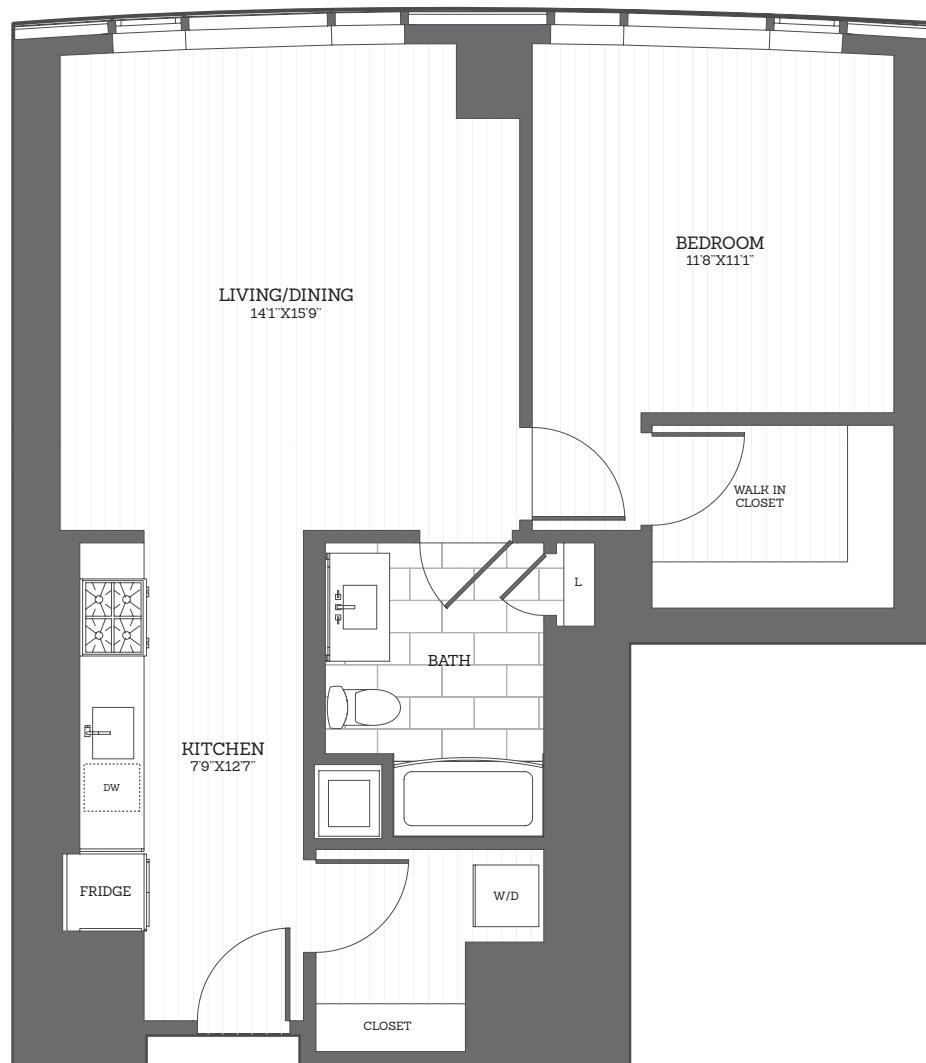 BEDROOM
11'8"X11'1"
LIVING/DINING
14'1"X15'9"
WALK IN
CLOSET
L
BATH
KITCHEN
7'9"X12'7"
DW
FRIDGE
W/D
CLOSET